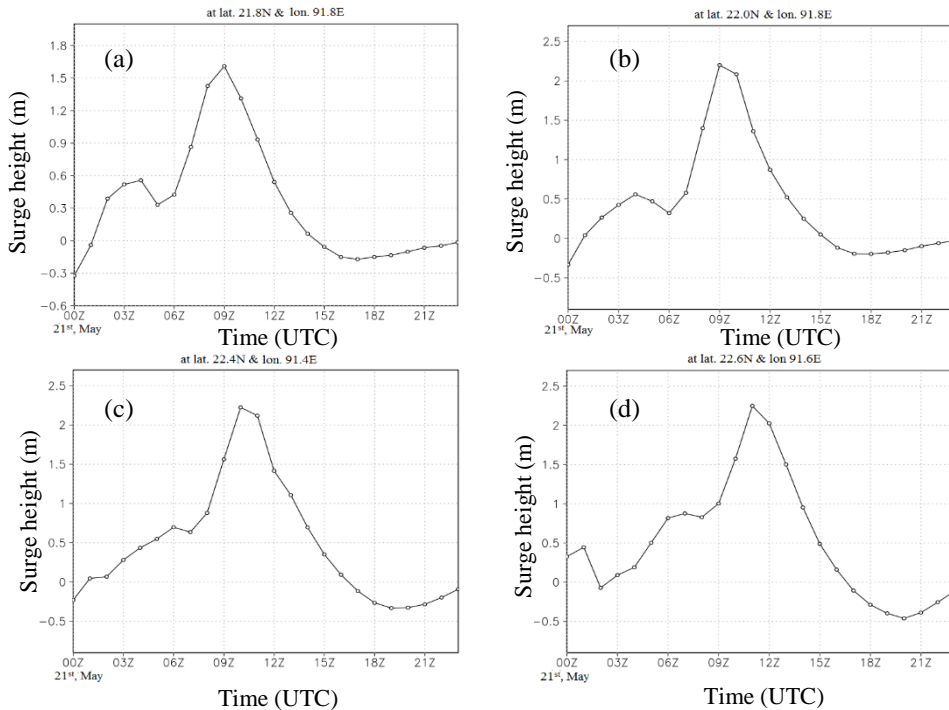 at lat. 21.8N & lon. 91.8E
(a)
Surge height (m)
1.8
1.5
1.2
0.9
0.6
0.3
0
−0.3
−0.6
00Z 03Z 06Z 09Z 12Z 15Z 18Z 21Z
21st, May
Time (UTC)
at lat. 22.0N & lon. 91.8E
(b)
Surge height (m)
2.5
2
1.5
1
0.5
0
−0.5
00Z 03Z 06Z 09Z 12Z 15Z 18Z 21Z
21st, May
Time (UTC)
at lat. 22.4N & lon. 91.4E
(c)
Surge height (m)
2.5
2
1.5
1
0.5
0
−0.5
00Z 03Z 06Z 09Z 12Z 15Z 18Z 21Z
21st, May
Time (UTC)
at lat. 22.6N & lon 91.6E
(d)
Surge height (m)
2.5
2
1.5
1
0.5
0
−0.5
00Z 03Z 06Z 09Z 12Z 15Z 18Z 21Z
21st, May
Time (UTC)